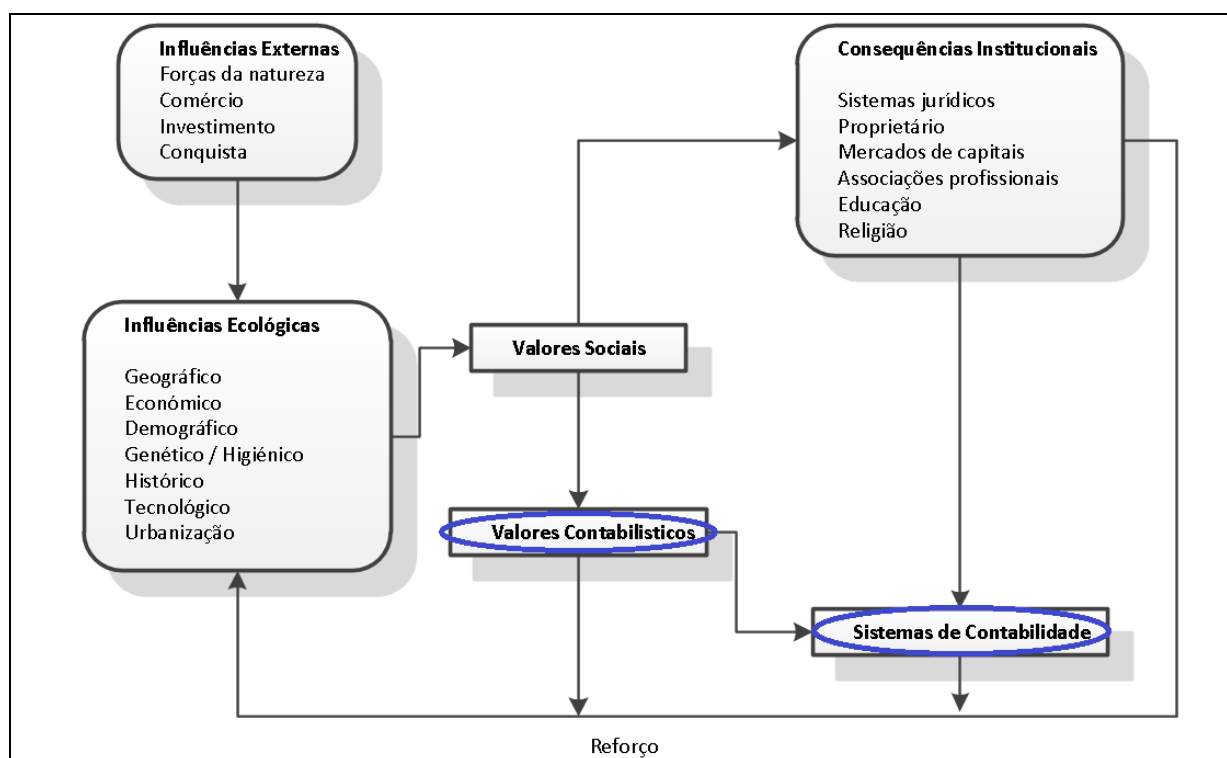 Influências Externas
Forças da natureza
Comércio
Investimento
Conquista
Consequências Institucionais
Sistemas jurídicos
Proprietário
Mercados de capitais
Associações profissionais
Educação
Religião
Influências Ecológicas
Geográfico
Económico
Demográfico
Genético / Higiénico
Histórico
Tecnológico
Urbanização
Valores Sociais
Valores Contabilisticos
Sistemas de Contabilidade
Reforço